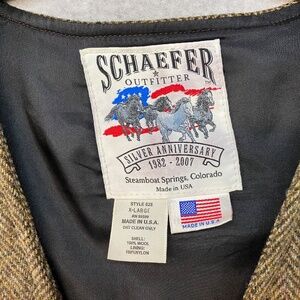 SCHAEFER
OUTFITTER
SILVER ANNIVERSARY
1982 - 2007
Steamboat Springs, Colorado
Made in USA
STYLE 825
X-LARGE
MADE IN U.S.A.
DRY CLEAN ONLY
SHELL:
100% WOOL
LINING:
100% NYLON
MADE IN U.S.A.